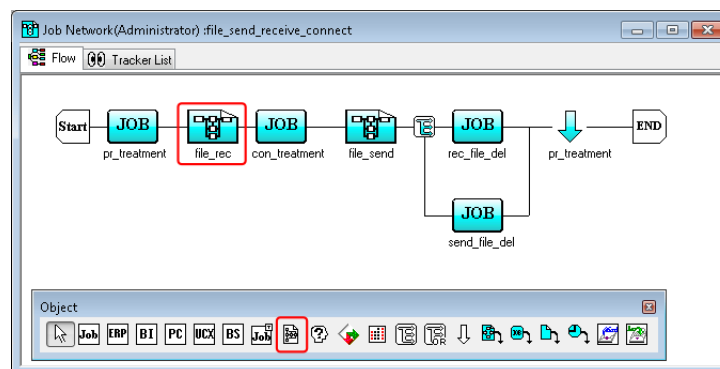 Job Network(Administrator) :file_send_receive_connect
Flow Tracker List
Start JOB JOB JOB END
pr_treatment file_rec con_treatment file_send rec_file_del pr_treatment
JOB
send_file_del
Object
Job ERP BI PC UCX BS Job OR